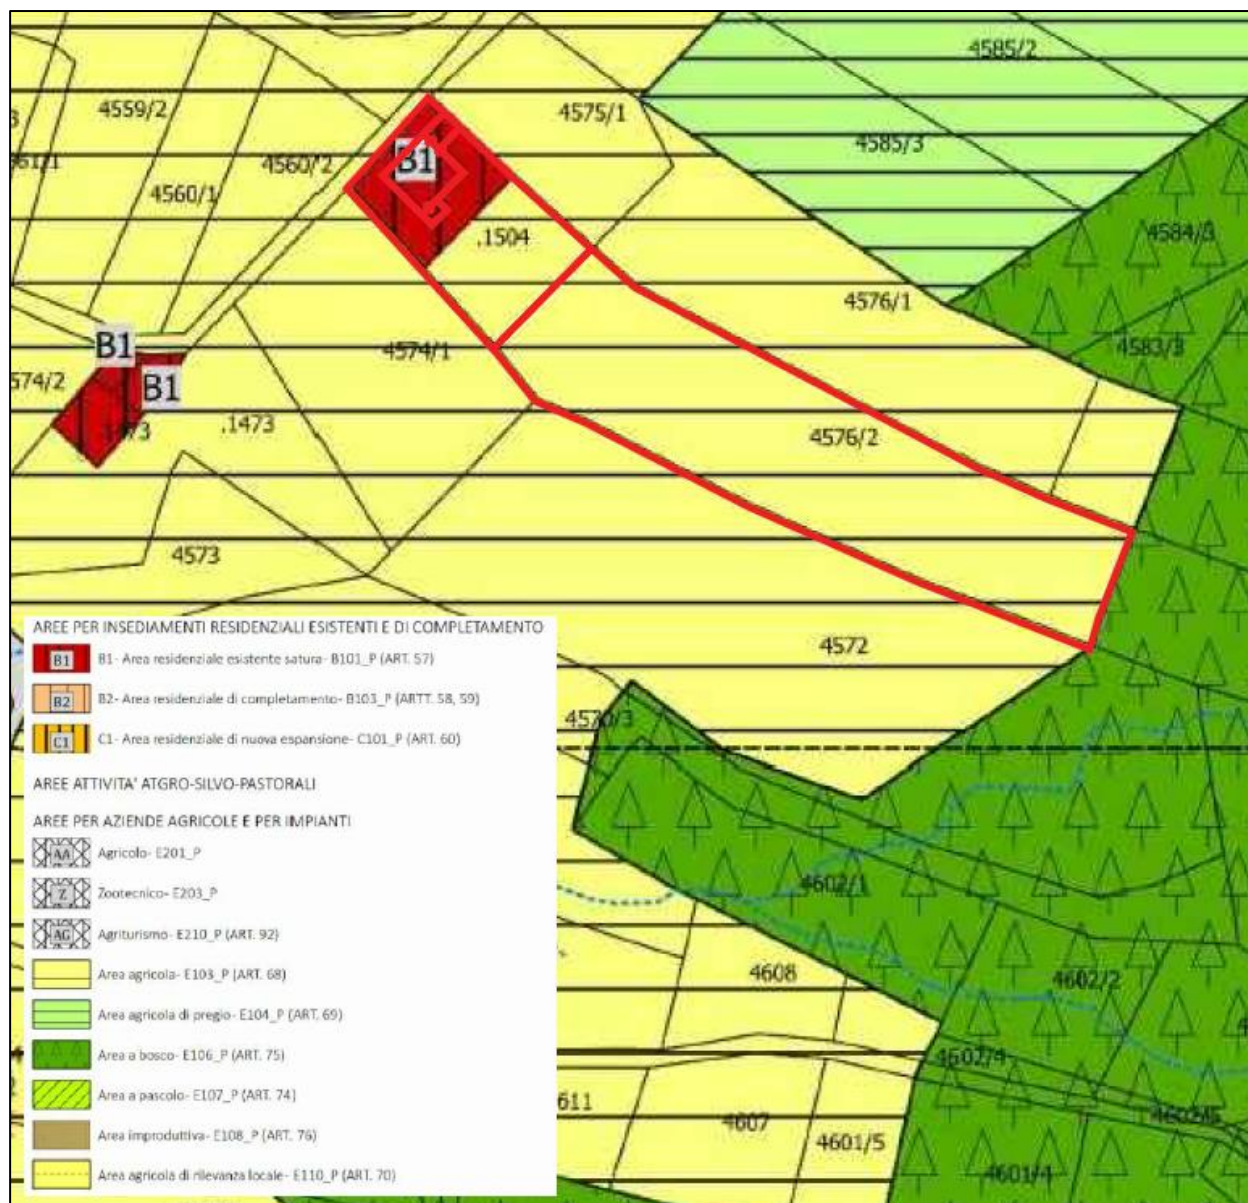 4585/2
4559/2
4575/1
4585/3
B1
4560/2
4560/1
4584/3
.1504
4576/1
B1
4574/1
4583/3
574/2
B1
.1473
4576/2
4573
4572
AREE PER INSEDIAMENTI RESIDENZIALI ESISTENTI E DI COMPLETAMENTO
B1 B1- Area residenziale esistente satura- B101_P (ART. 57)
B2 B2- Area residenziale di completamento- B103_P (ARTT. 58, 59)
C1 C1- Area residenziale di nuova espansione- C101_P (ART. 60)
AREE ATTIVITA' ATGRO-SILVO-PASTORALI
AREE PER AZIENDE AGRICOLE E PER IMPIANTI
AA Agricolo- E201_P
Z Zootecnico- E203_P
AG Agriturismo- E210_P (ART. 92)
Area agricola- E103_P (ART. 68)
Area agricola di pregio- E104_P (ART. 69)
Area a bosco- E106_P (ART. 75)
Area a pascolo- E107_P (ART. 74)
Area improduttiva- E108_P (ART. 76)
Area agricola di rilevanza locale- E110_P (ART. 70)
4602/1
4608
4602/2
4602/4
611
4607
4602/5
4601/5
4601/4